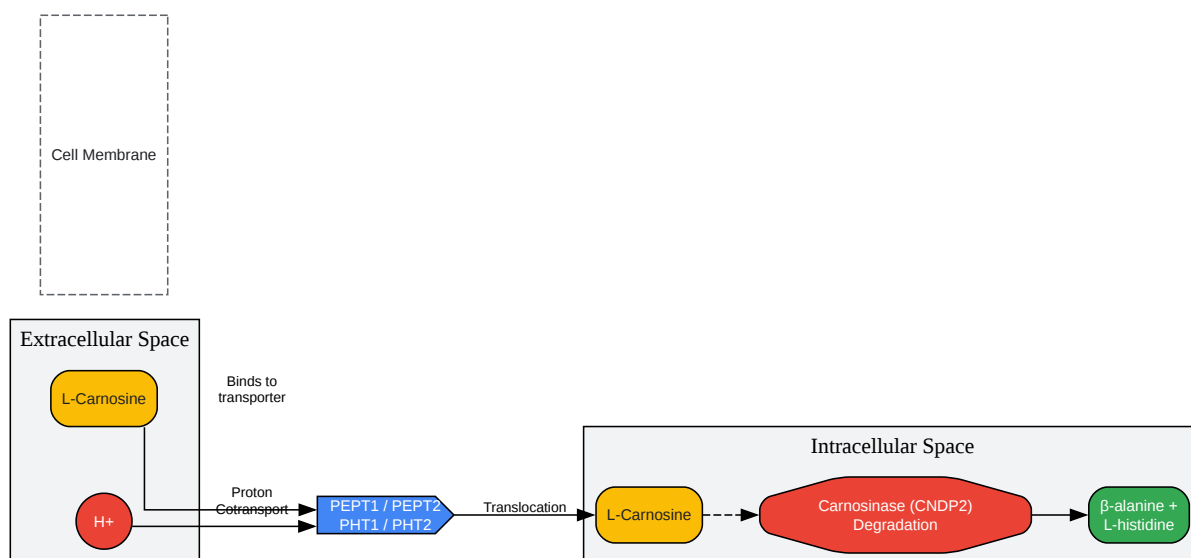 Cell Membrane
Extracellular Space
L-Carnosine
Binds to
transporter
H+
Proton
Cotransport
PEPT1 / PEPT2
PHT1 / PHT2
Translocation
Intracellular Space
L-Carnosine
Carnosinase (CNDP2)
Degradation
β-alanine +
L-histidine